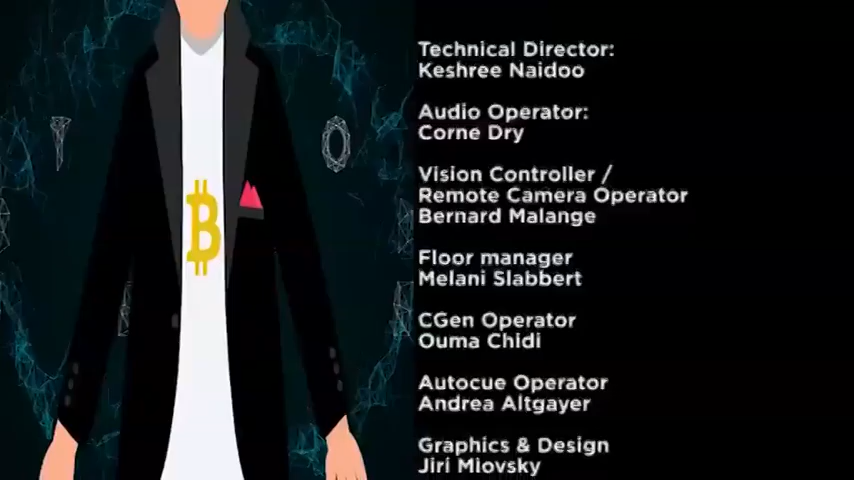 Technical Director:
Keshree Naidoo
Audio Operator:
Corne Dry
Vision Controller /
Remote Camera Operator
Bernard Malange
Floor manager
Melani Slabbert
CGen Operator
Ouma Chidi
Autocue Operator
Andrea Altgayer
Graphics & Design
Jiri Miovsky